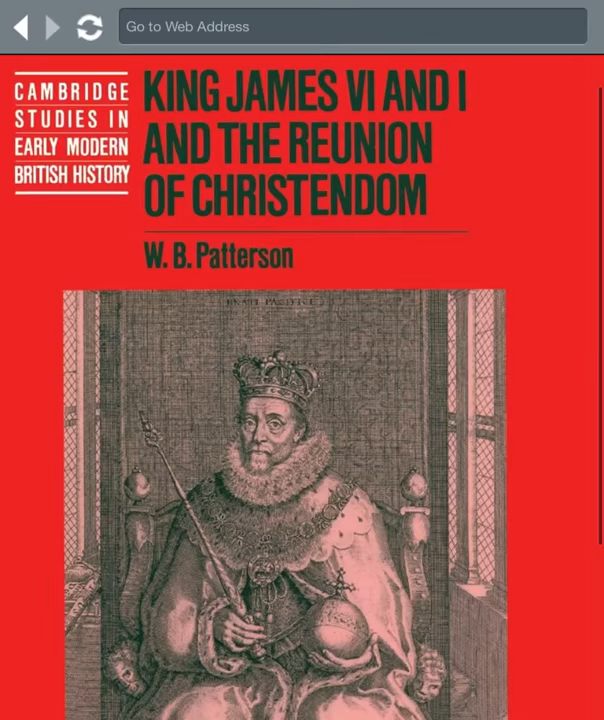 Go to Web Address
CAMBRIDGE
STUDIES IN
EARLY MODERN
BRITISH HISTORY
KING JAMES VI AND I
AND THE REUNION
OF CHRISTENDOM
W. B. Patterson